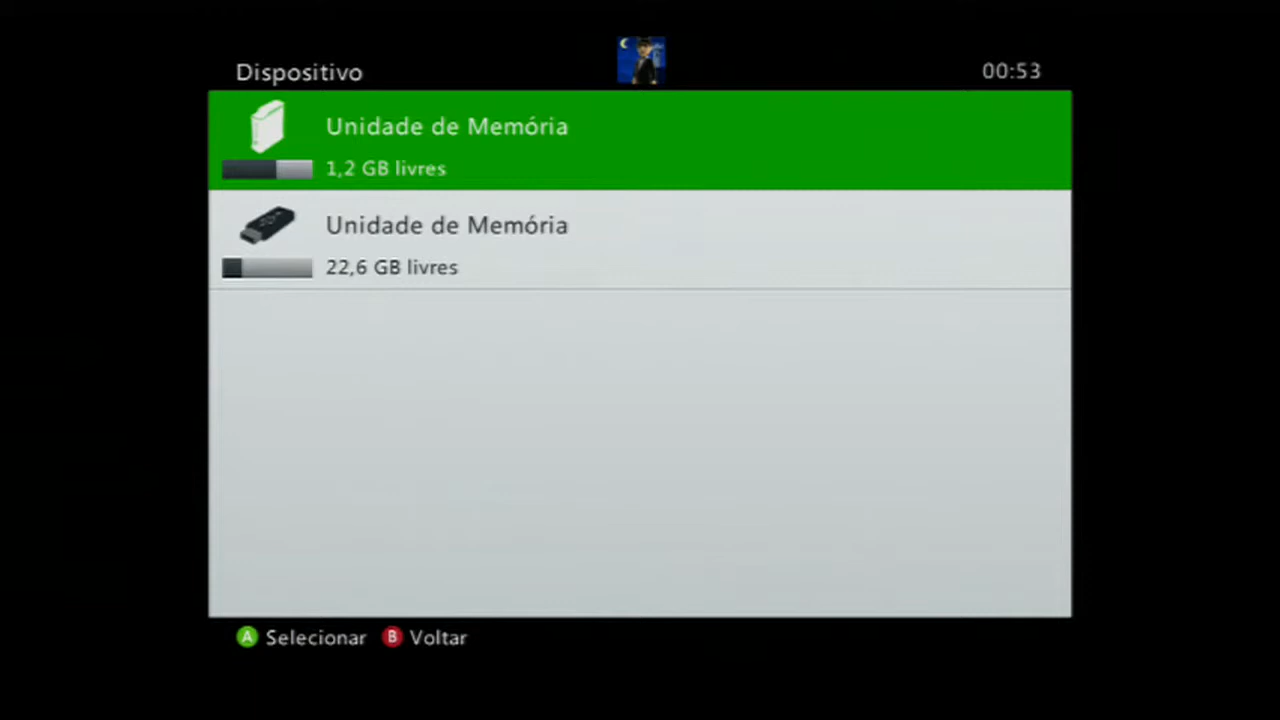 Dispositivo
00:53
Unidade de Memória
1,2 GB livres
Unidade de Memória
22,6 GB livres
A Selecionar B Voltar